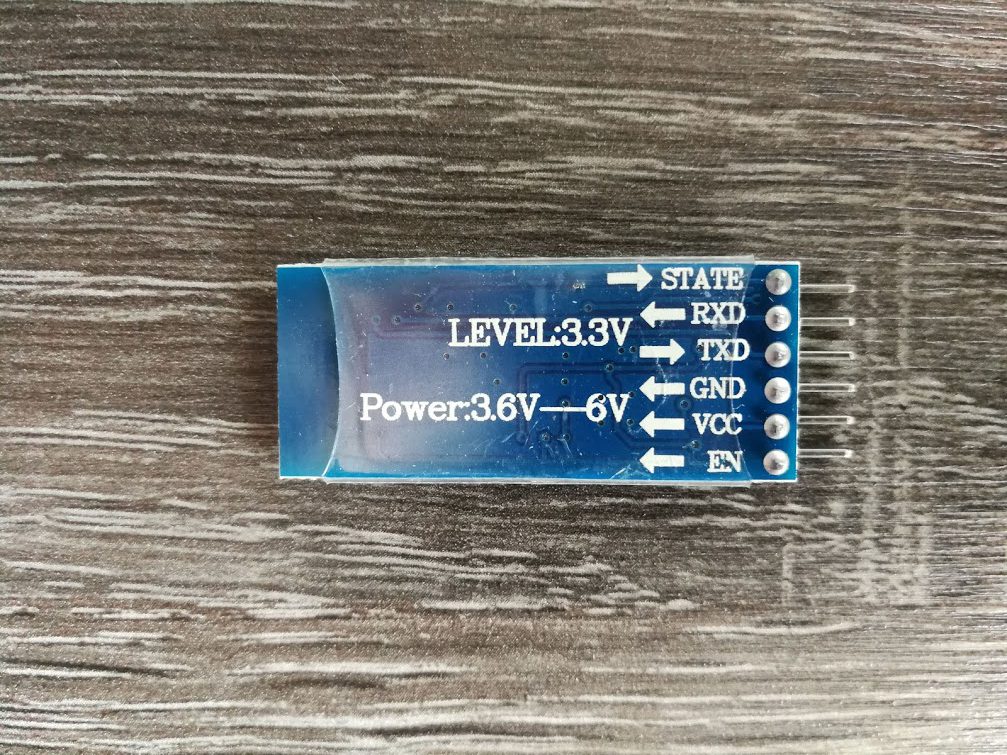 STATE
RXD
LEVEL:3.3V
TXD
GND
Power:3.6V—6V
VCC
EN